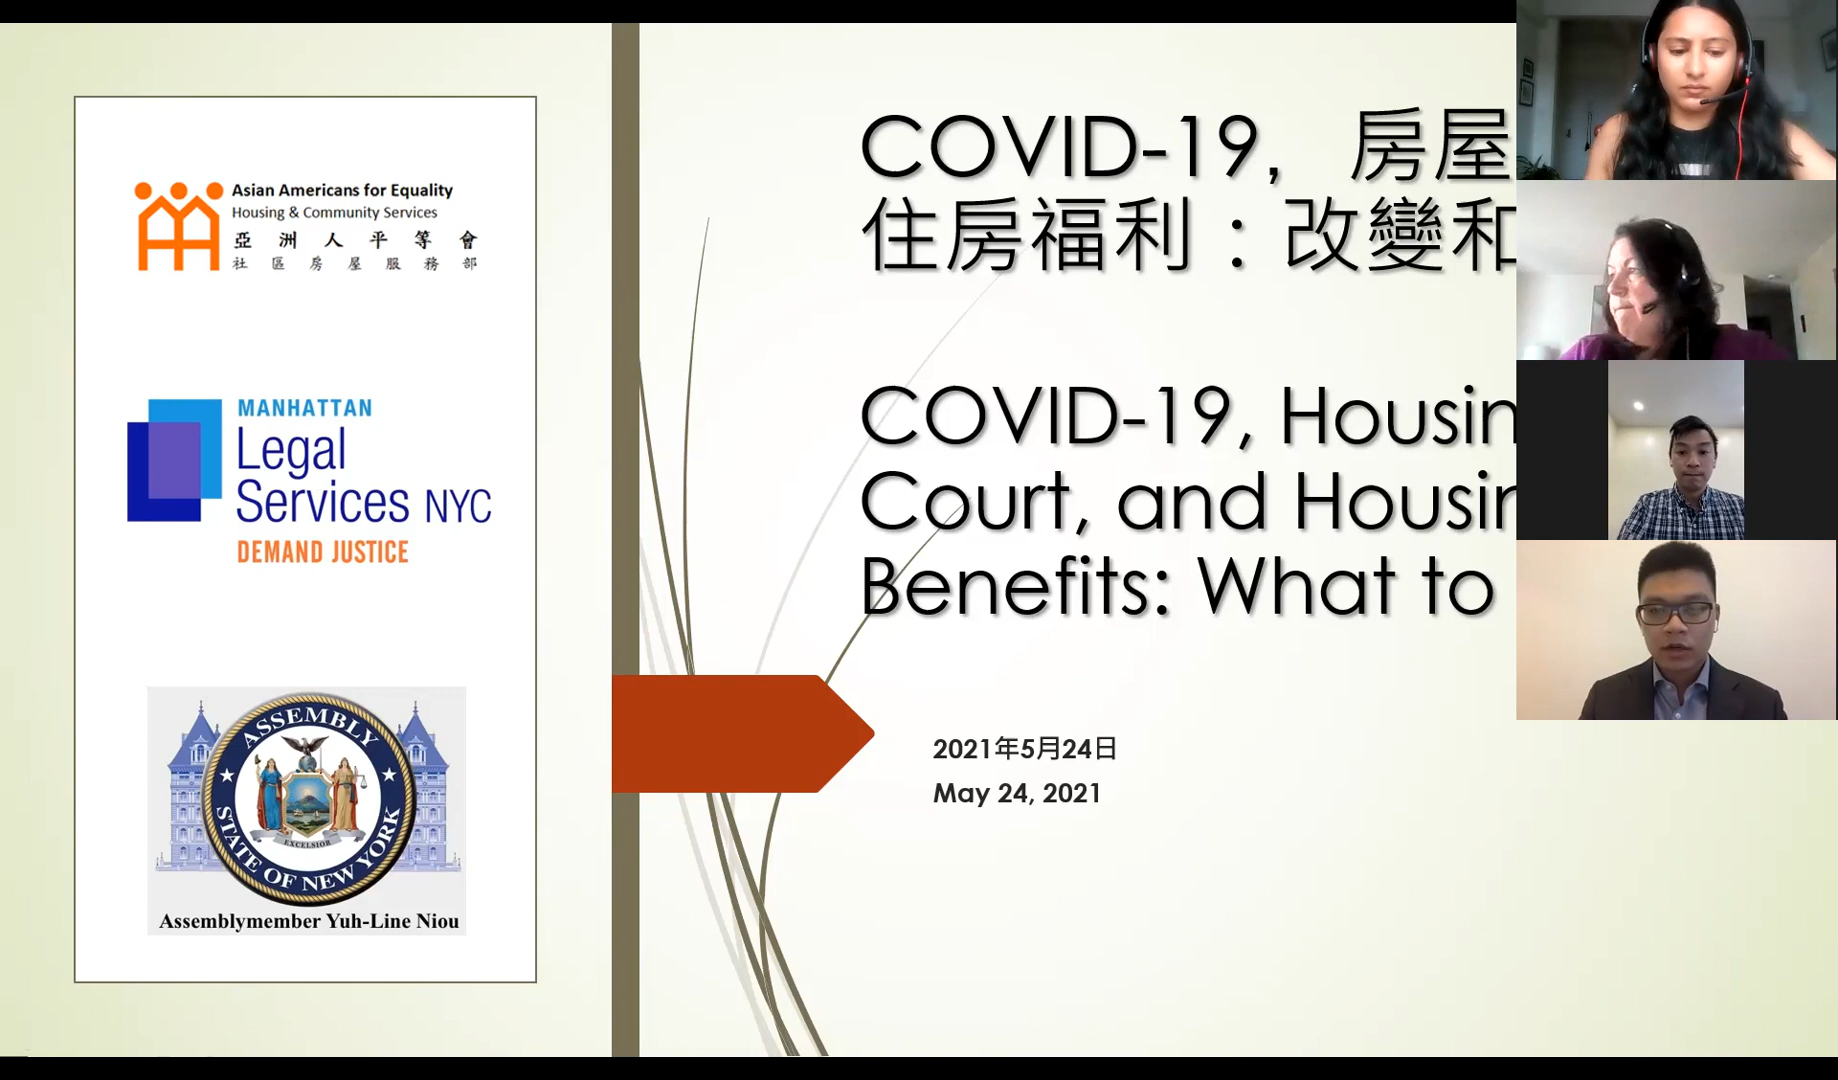 Asian Americans for Equality
Housing & Community Services
亞洲人平等會
社區房屋服務部
MANHATTAN
Legal
Services NYC
DEMAND JUSTICE
ASSEMBLY
STATE OF NEW YORK
EXCELSIOR
Assemblymember Yuh-Line Niou
COVID-19, 房屋
住房福利：改變和
COVID-19, Housin
Court, and Housin
Benefits: What to
2021年5月24日
May 24, 2021